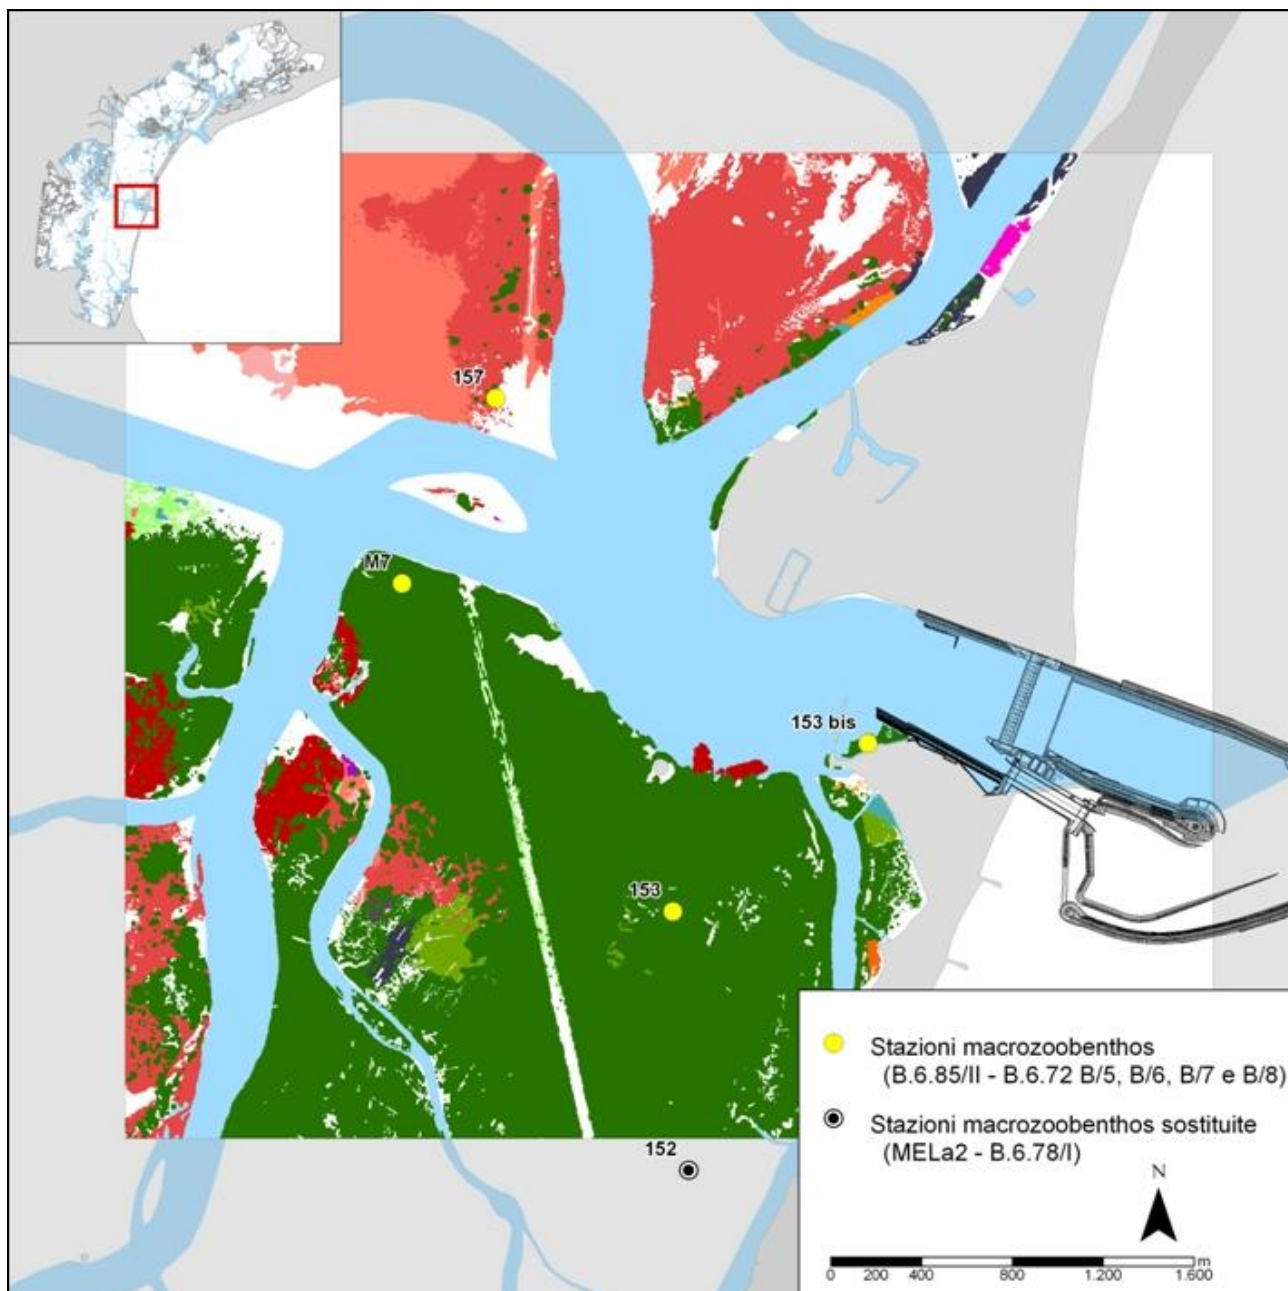 157
M7
153 bis
153
152
Stazioni macrozoobenthos
(B.6.85/II - B.6.72 B/5, B/6, B/7 e B/8)
Stazioni macrozoobenthos sostituite
(MELa2 - B.6.78/I)
N
m
0 200 400 800 1.200 1.600